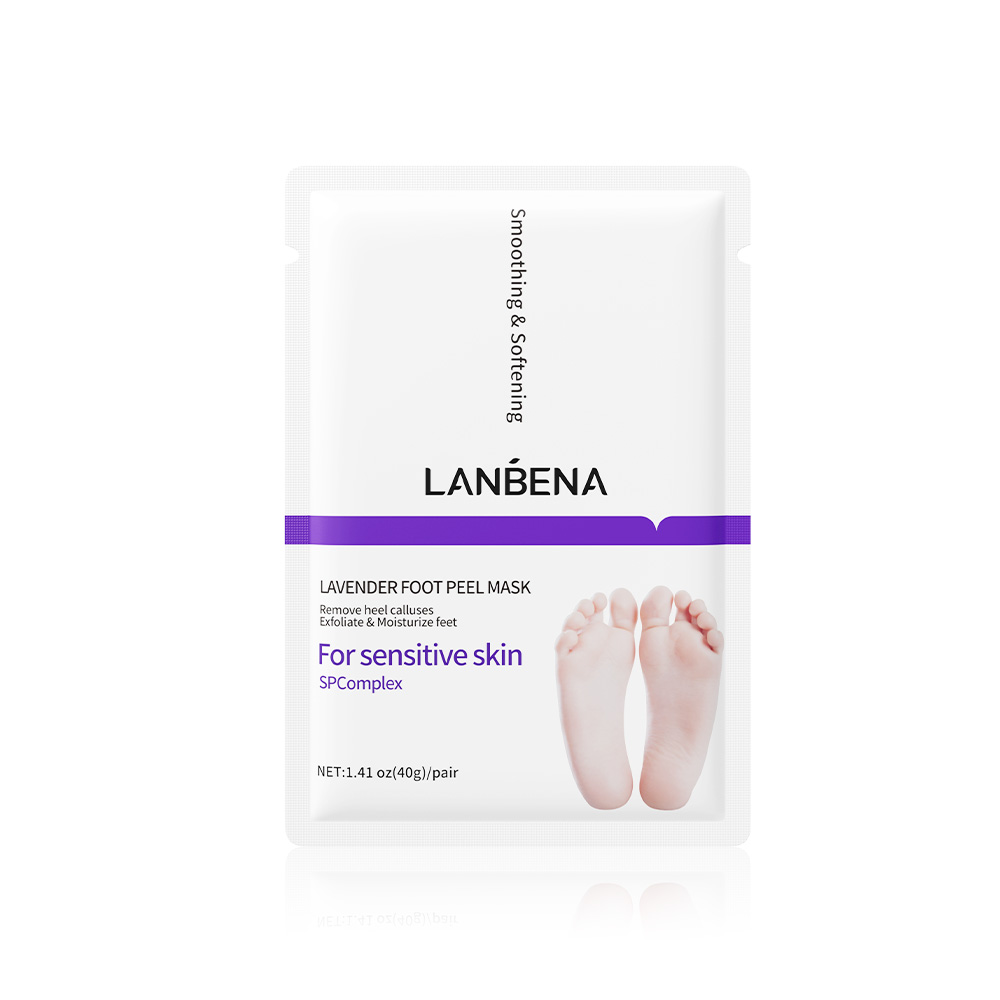 Smoothing & Softening
LANBENA
LAVENDER FOOT PEEL MASK
Remove heel calluses
Exfoliate & Moisturize feet
For sensitive skin
SPComplex
NET:1.41 oz(40g)/pair